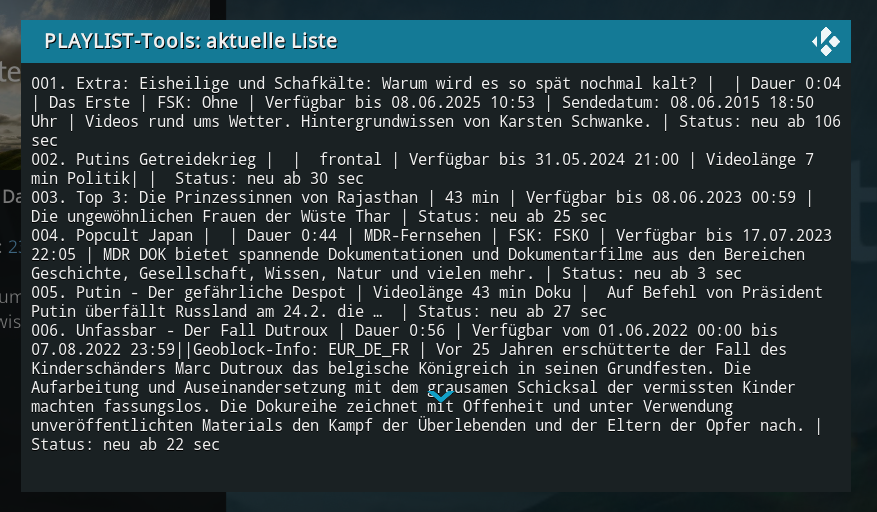 PLAYLIST-Tools: aktuelle Liste
001. Extra: Eisheilige und Schafkälte: Warum wird es so spät nochmal kalt? |  | Dauer 0:04
| Das Erste | FSK: Ohne | Verfügbar bis 08.06.2025 10:53 | Sendedatum: 08.06.2015 18:50
Uhr | Videos rund ums Wetter. Hintergrundwissen von Karsten Schwanke. | Status: neu ab 106
sec
002. Putins Getreidekrieg |  |  frontal | Verfügbar bis 31.05.2024 21:00 | Videolänge 7
min Politik| |  Status: neu ab 30 sec
003. Top 3: Die Prinzessinnen von Rajasthan | 43 min | Verfügbar bis 08.06.2023 00:59 |
Die ungewöhnlichen Frauen der Wüste Thar | Status: neu ab 25 sec
004. Popcult Japan |  | Dauer 0:44 | MDR-Fernsehen | FSK: FSK0 | Verfügbar bis 17.07.2023
22:05 | MDR DOK bietet spannende Dokumentationen und Dokumentarfilme aus den Bereichen
Geschichte, Gesellschaft, Wissen, Natur und vielen mehr. | Status: neu ab 3 sec
005. Putin - Der gefährliche Despot | Videolänge 43 min Doku |  Auf Befehl von Präsident
Putin überfällt Russland am 24.2. die …  | Status: neu ab 27 sec
006. Unfassbar - Der Fall Dutroux | Dauer 0:56 | Verfügbar vom 01.06.2022 00:00 bis
07.08.2022 23:59||Geoblock-Info: EUR_DE_FR | Vor 25 Jahren erschütterte der Fall des
Kinderschänders Marc Dutroux das belgische Königreich in seinen Grundfesten. Die
Aufarbeitung und Auseinandersetzung mit dem grausamen Schicksal der vermissten Kinder
machten fassungslos. Die Dokureihe zeichnet mit Offenheit und unter Verwendung
unveröffentlichten Materials den Kampf der Überlebenden und der Eltern der Opfer nach. |
Status: neu ab 22 sec